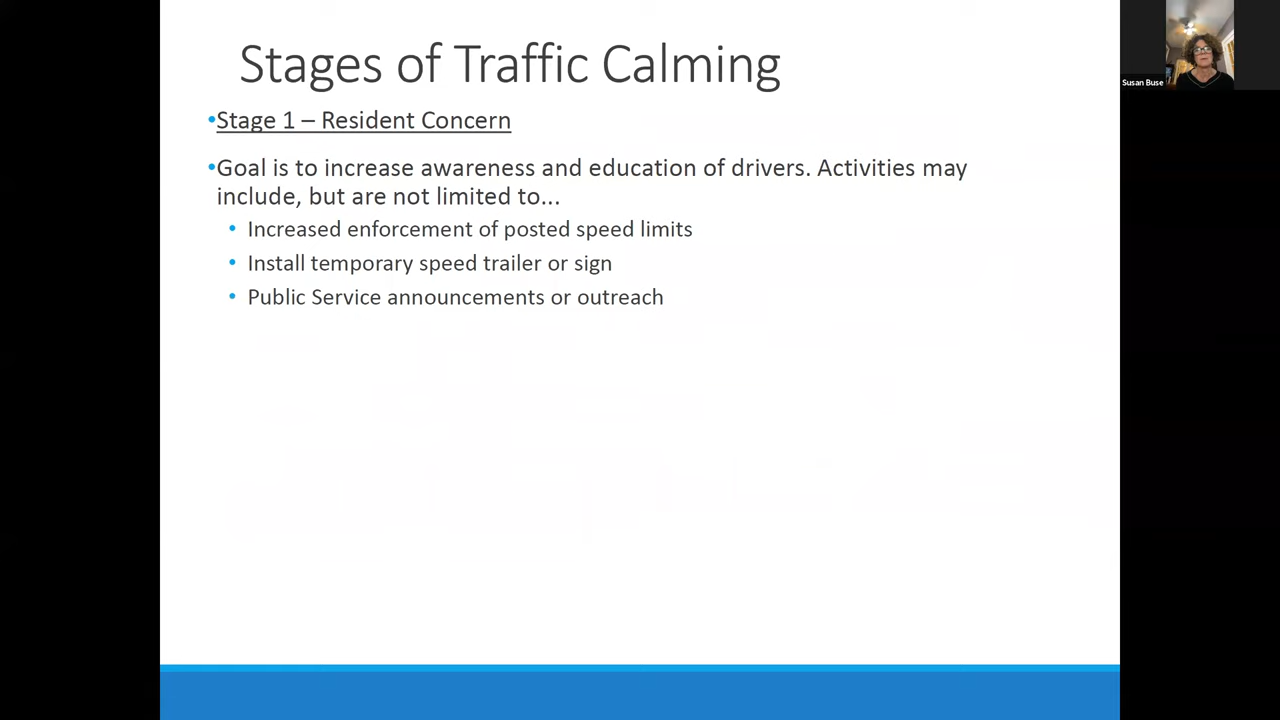 Stages of Traffic Calming
•Stage 1 – Resident Concern
•Goal is to increase awareness and education of drivers. Activities may
include, but are not limited to...
• Increased enforcement of posted speed limits
• Install temporary speed trailer or sign
• Public Service announcements or outreach
Susan Buse